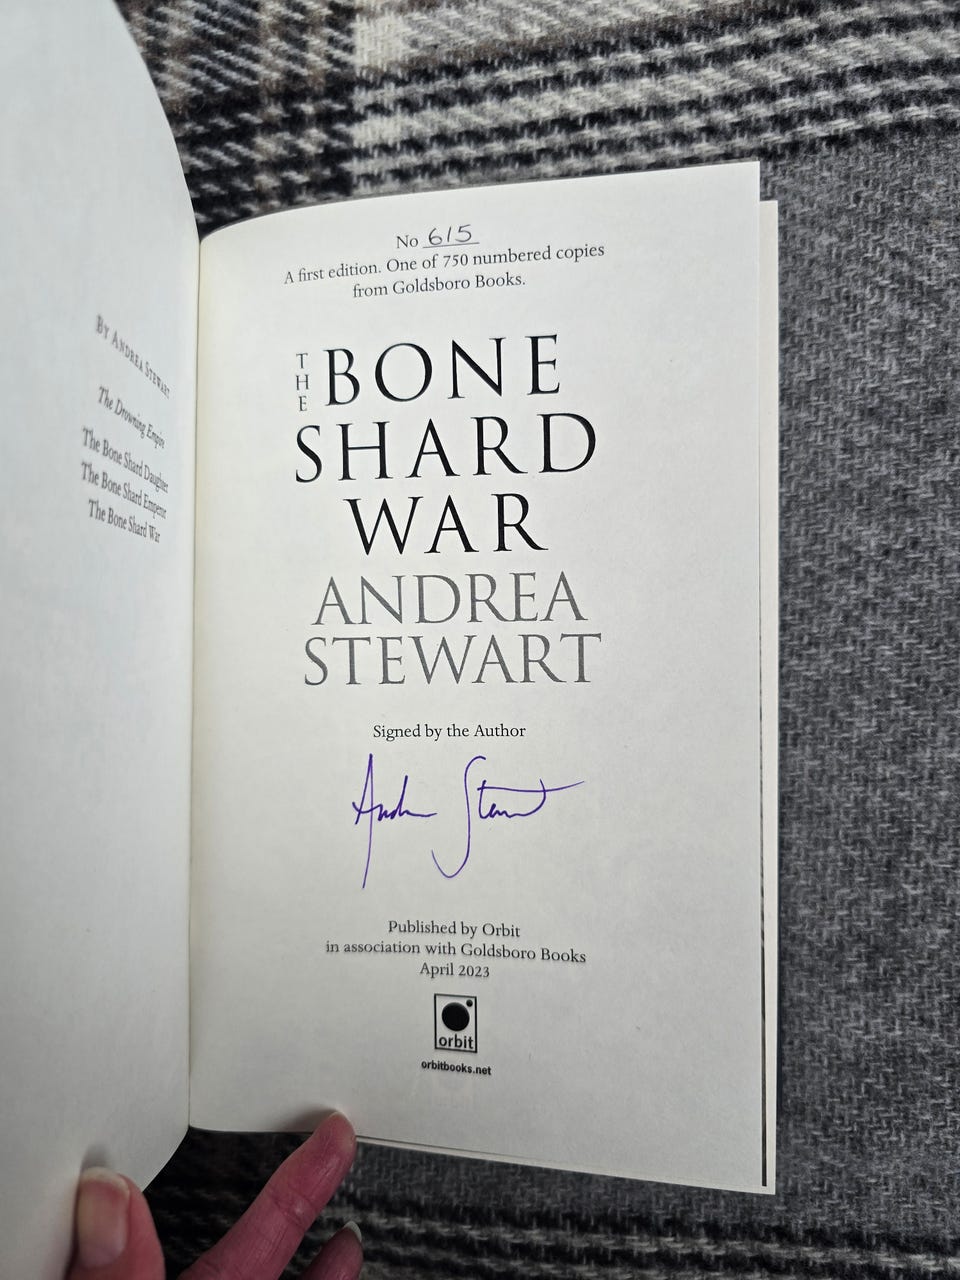 By Andrea Stewart
The Drowning Empire
The Bone Shard Daughter
The Bone Shard Emperor
The Bone Shard War
No 615
A first edition. One of 750 numbered copies
from Goldsboro Books.
THE BONE
SHARD
WAR
ANDREA
STEWART
Signed by the Author
Andrea Stewart
Published by Orbit
in association with Goldsboro Books
April 2023
orbit
orbitbooks.net